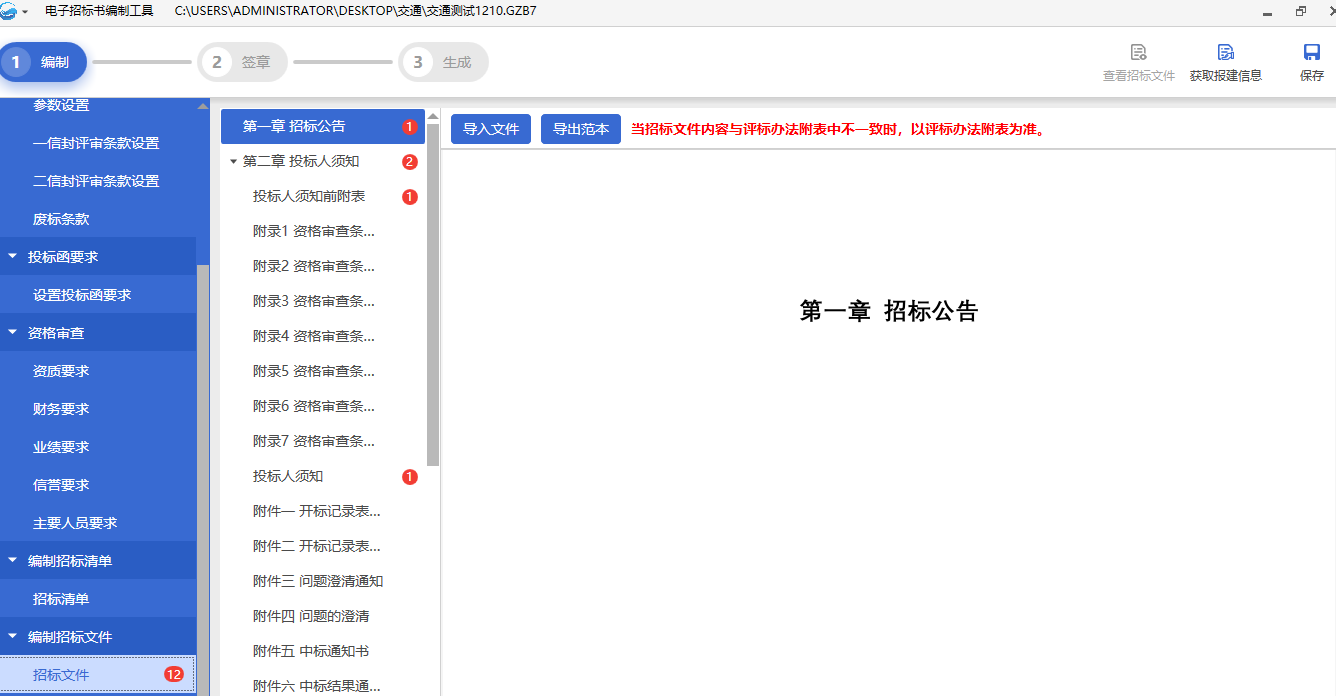 电子招标书编制工具 C:\USERS\ADMINISTRATOR\DESKTOP\交通\交通测试1210.GZB7
1 编制
2 签章
3 生成
查看招标文件
获取报建信息
保存
参数设置
一信封评审条款设置
二信封评审条款设置
废标条款
投标函要求
设置投标函要求
资格审查
资质要求
财务要求
业绩要求
信誉要求
主要人员要求
编制招标清单
招标清单
编制招标文件
招标文件 12
第一章 招标公告 1
第二章 投标人须知 2
投标人须知前附表 1
附录1 资格审查条...
附录2 资格审查条...
附录3 资格审查条...
附录4 资格审查条...
附录5 资格审查条...
附录6 资格审查条...
附录7 资格审查条...
投标人须知 1
附件一 开标记录表...
附件二 开标记录表...
附件三 问题澄清通知
附件四 问题的澄清
附件五 中标通知书
附件六 中标结果通...
导入文件
导出范本
当招标文件内容与评标办法附表中不一致时，以评标办法附表为准。
第一章 招标公告